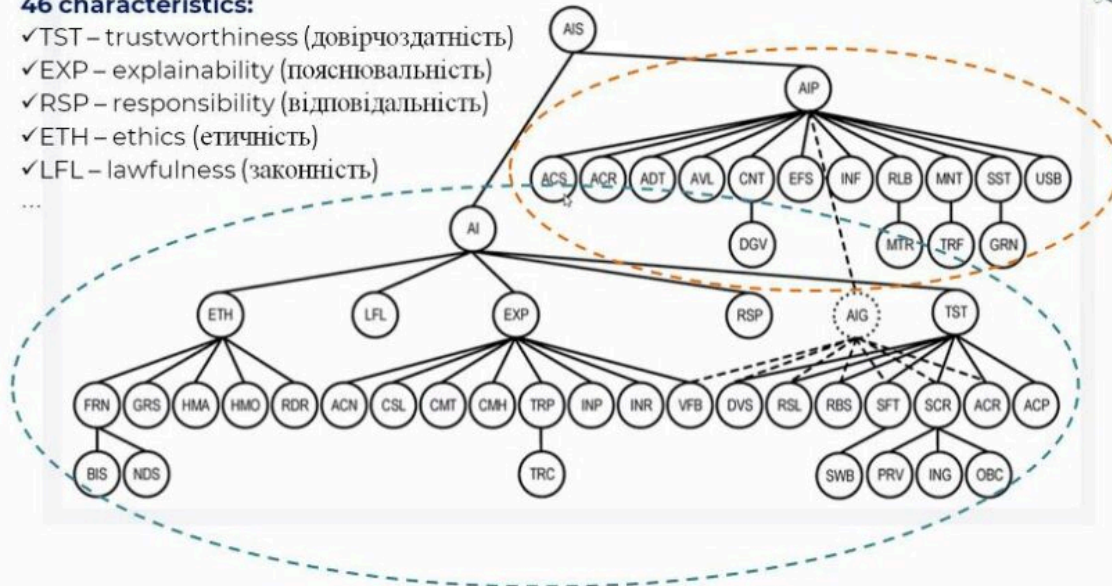 46 characteristics:
✓TST – trustworthiness (довірчоздатність)
✓EXP – explainability (пояснювальність)
✓RSP – responsibility (відповідальність)
✓ETH – ethics (етичність)
✓LFL – lawfulness (законність)
...
AIS
AIP
ACS ACR ADT AVL CNT EFS INF RLB MNT SST USB
AI
DGV MTR TRF GRN
ETH LFL EXP RSP AIG TST
FRN GRS HMA HMO RDR ACN CSL CMT CMH TRP INP INR VFB DVS RSL RBS SFT SCR ACR ACP
BIS NDS TRC SWB PRV ING OBC